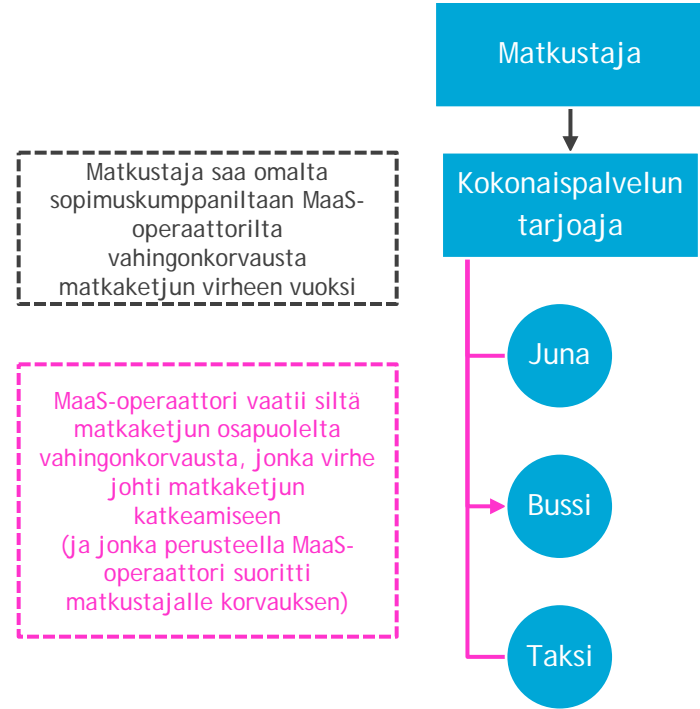 Matkustaja
Matkustaja saa omalta
sopimuskumppaniltaan MaaS-
operaattorilta
vahingonkorvausta
matkaketjun virheen vuoksi
Kokonaispalvelun
tarjoaja
Juna
MaaS-operaattori vaatii siltä
matkaketjun osapuolelta
vahingonkorvausta, jonka virhe
johti matkaketjun
katkeamiseen
(ja jonka perusteella MaaS-
operaattori suoritti
matkustajalle korvauksen)
Bussi
Taksi